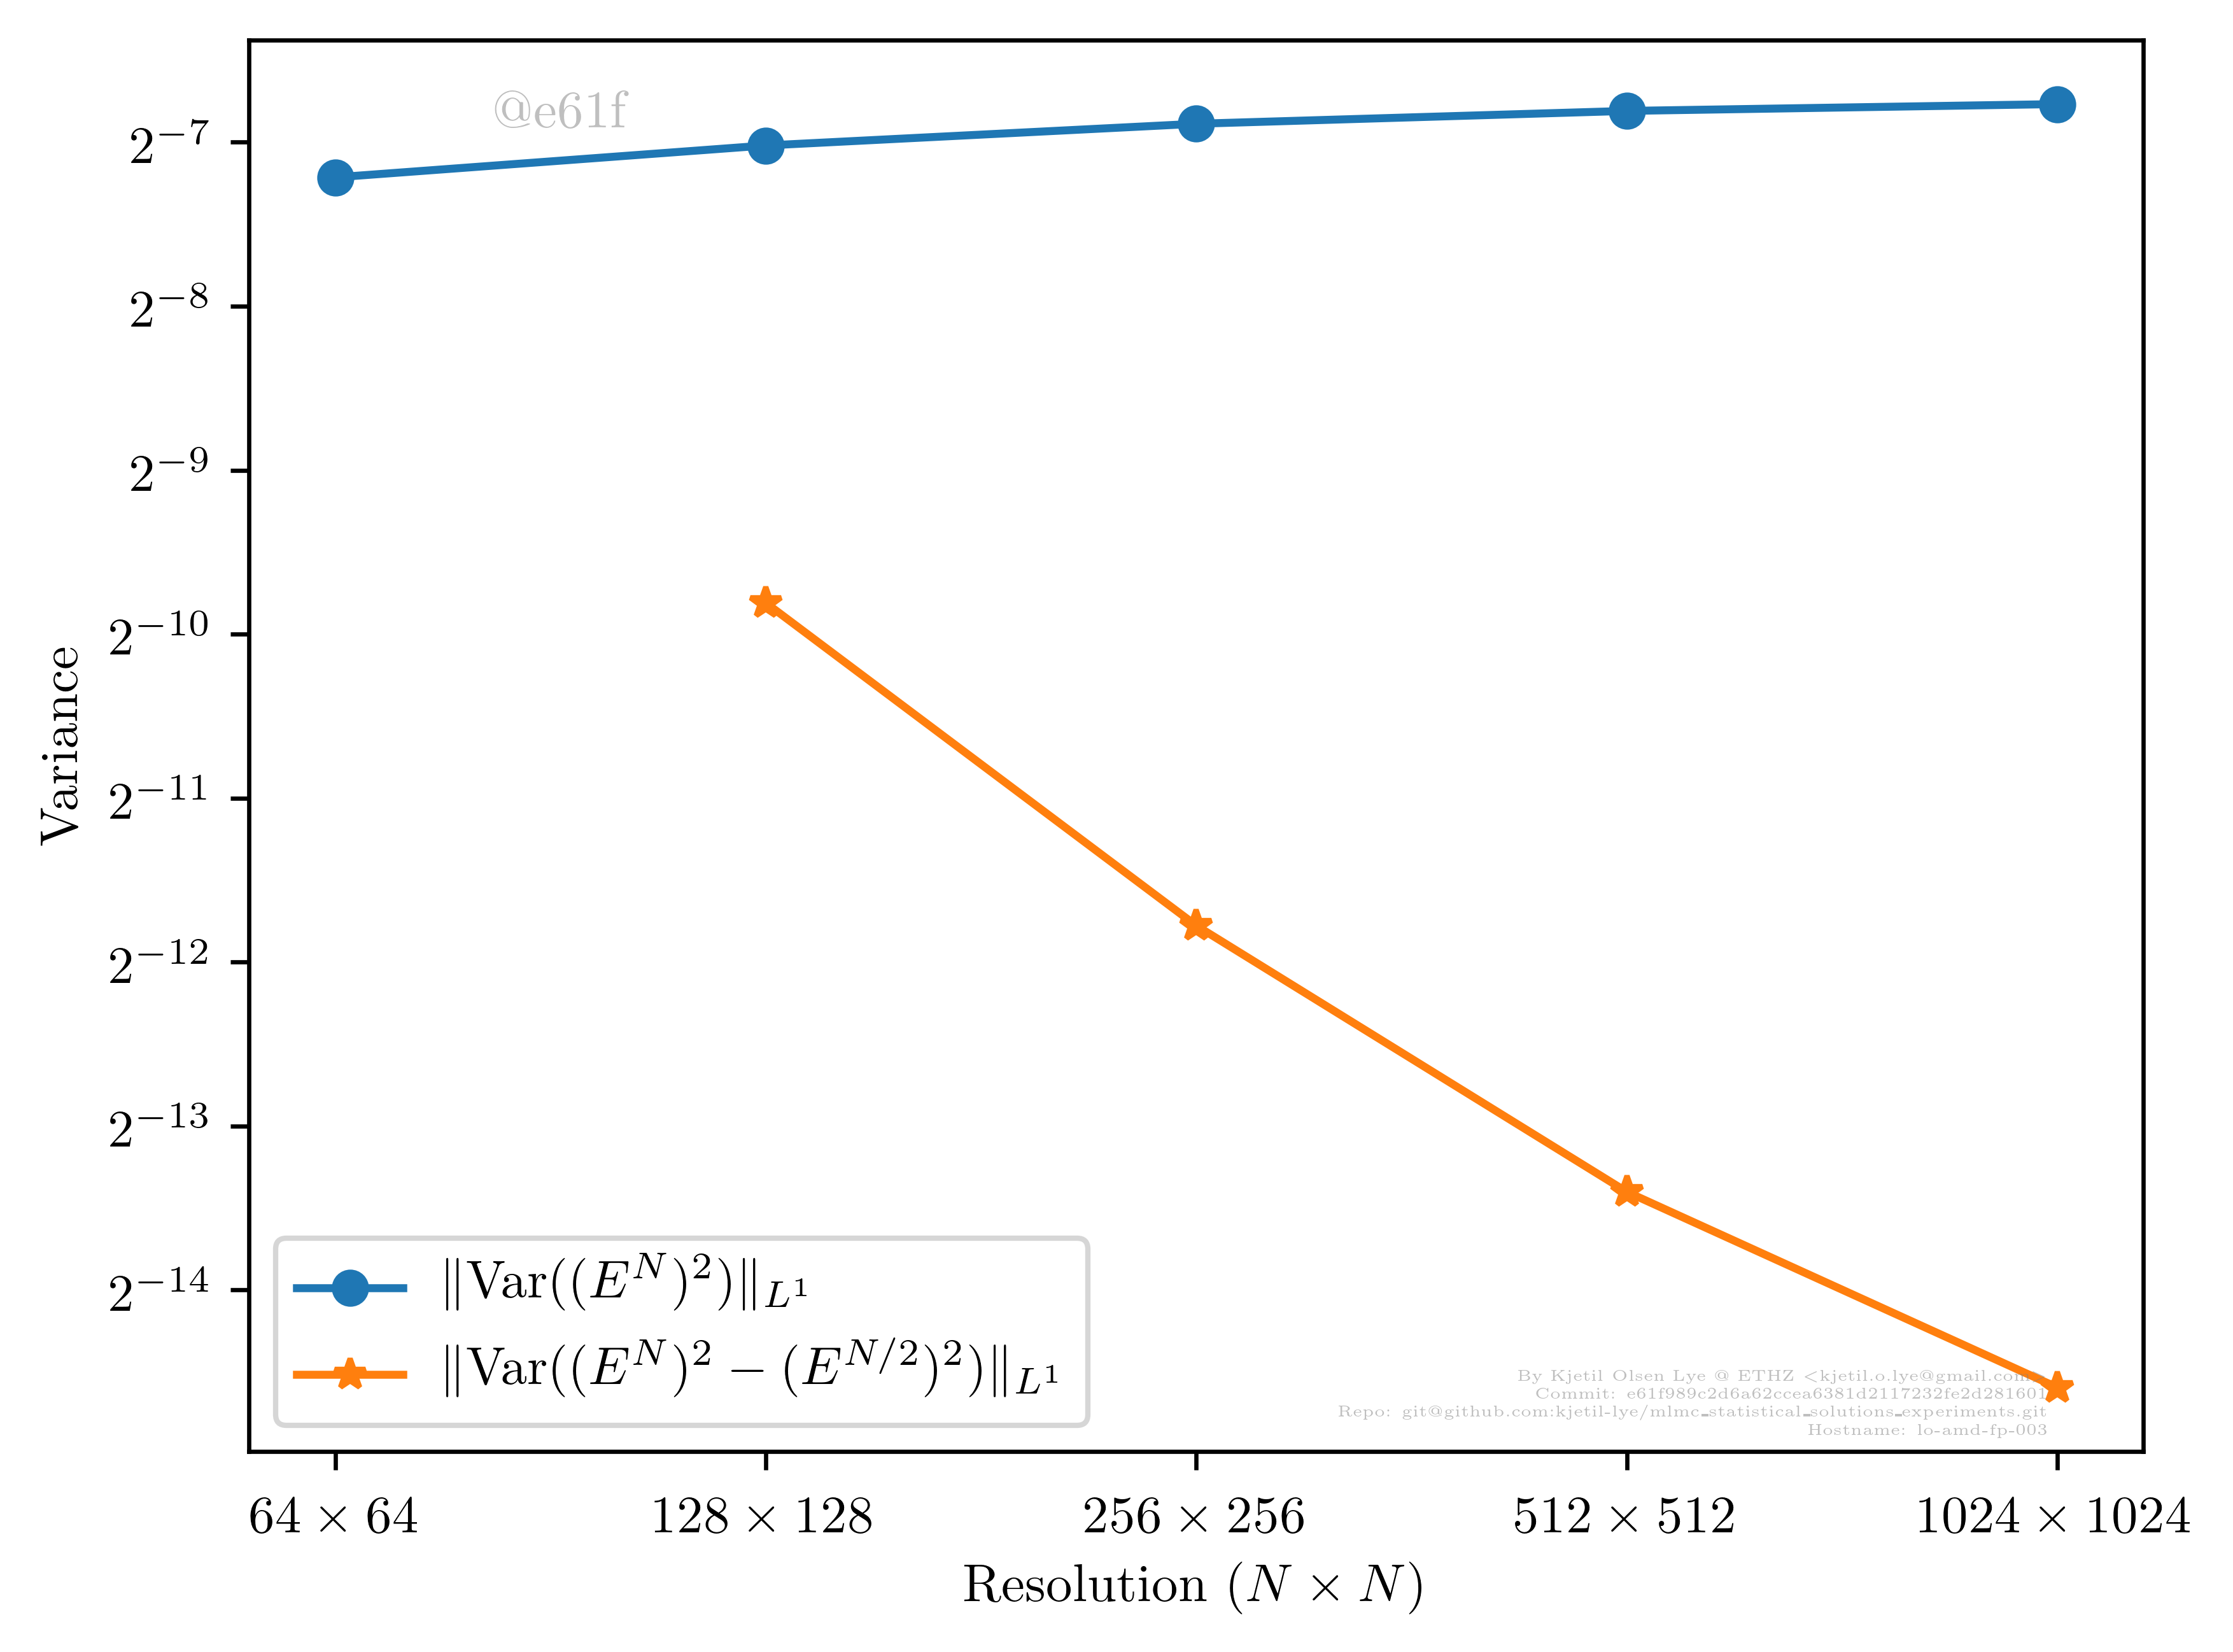 @e61f
2⁻⁷
2⁻⁸
2⁻⁹
2⁻¹⁰
2⁻¹¹
2⁻¹²
2⁻¹³
2⁻¹⁴
Variance
‖Var((E^N)²)‖_{L¹}
‖Var((E^N)² − (E^{N/2})²)‖_{L¹}
By Kjetil Olsen Lye @ ETHZ <kjetil.o.lye@gmail.com
Commit: e61f989c2d6a62ccea6381d2117232fe2d281601
Repo: git@github.com:kjetil-lye/mlmc_statistical_solutions_experiments.git
Hostname: lo-amd-fp-003
64 × 64 128 × 128 256 × 256 512 × 512 1024 × 1024
Resolution (N × N)